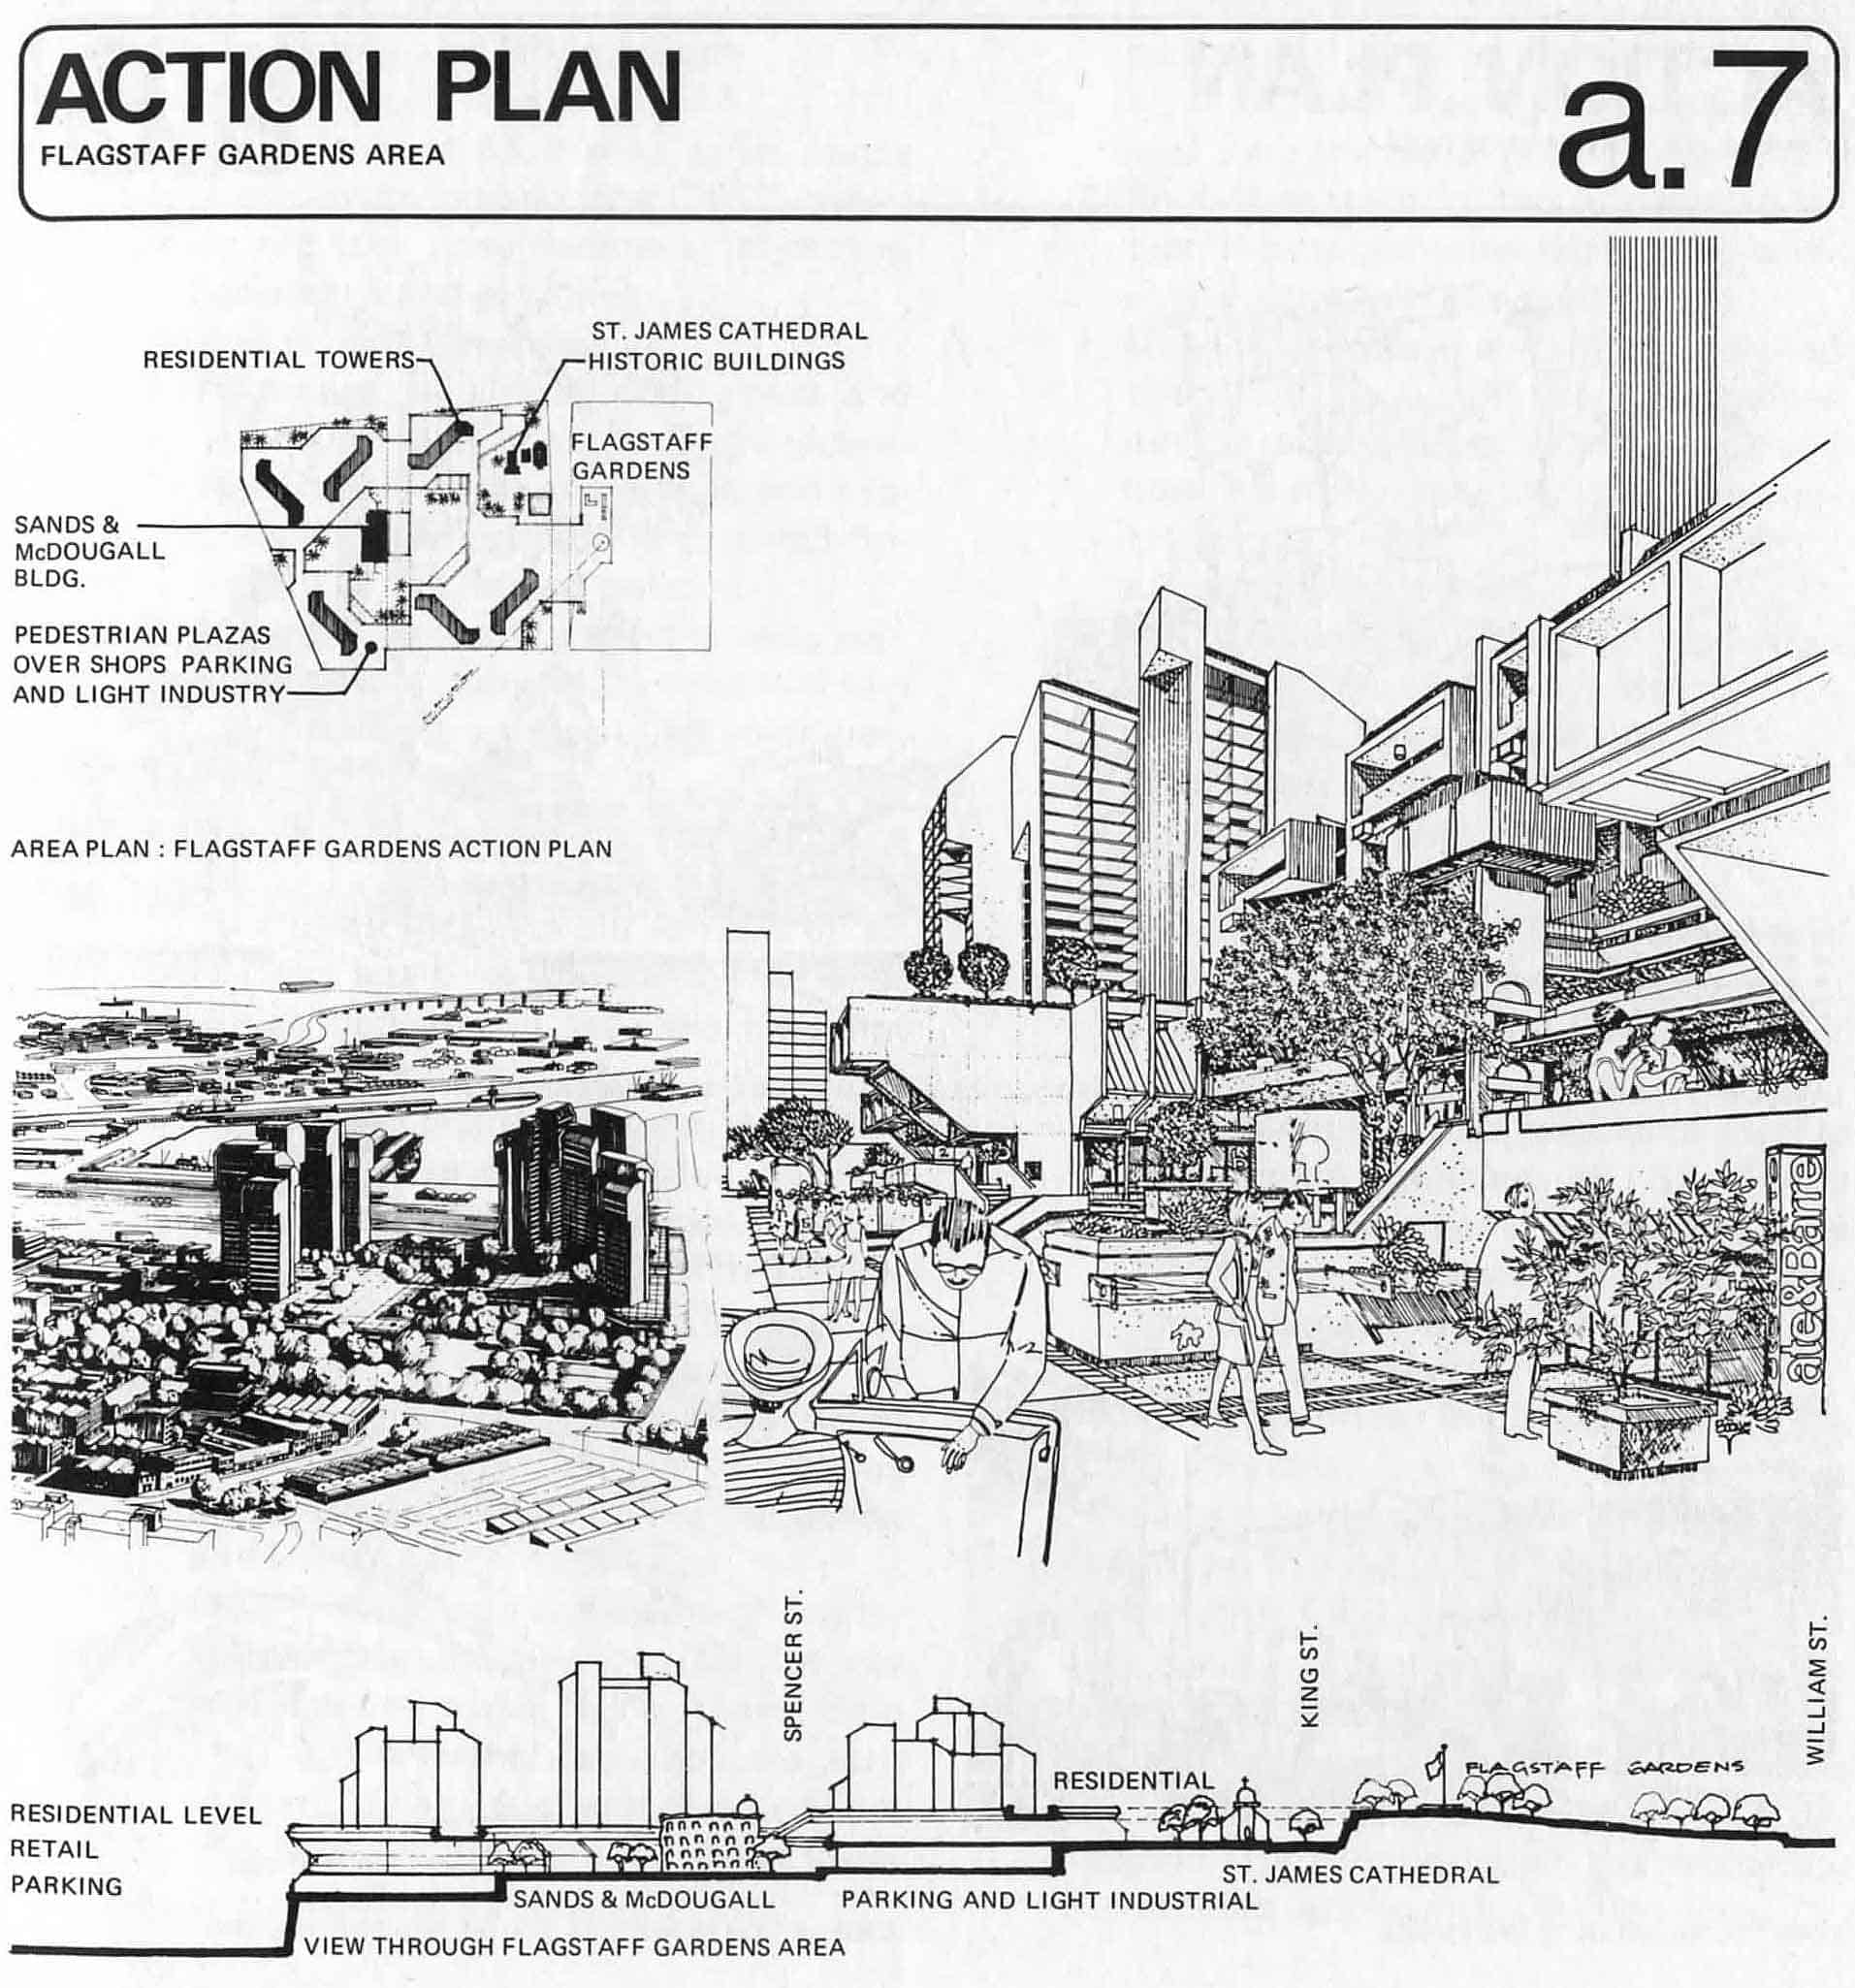 ACTION PLAN
FLAGSTAFF GARDENS AREA
a.7
ST. JAMES CATHEDRAL
HISTORIC BUILDINGS
RESIDENTIAL TOWERS
FLAGSTAFF
GARDENS
SANDS &
McDOUGALL
BLDG.
PEDESTRIAN PLAZAS
OVER SHOPS PARKING
AND LIGHT INDUSTRY
AREA PLAN : FLAGSTAFF GARDENS ACTION PLAN
2
ate&Barre
SPENCER ST.
KING ST.
WILLIAM ST.
RESIDENTIAL
FLAGSTAFF GARDENS
RESIDENTIAL LEVEL
RETAIL
PARKING
ST. JAMES CATHEDRAL
SANDS & McDOUGALL
PARKING AND LIGHT INDUSTRIAL
VIEW THROUGH FLAGSTAFF GARDENS AREA